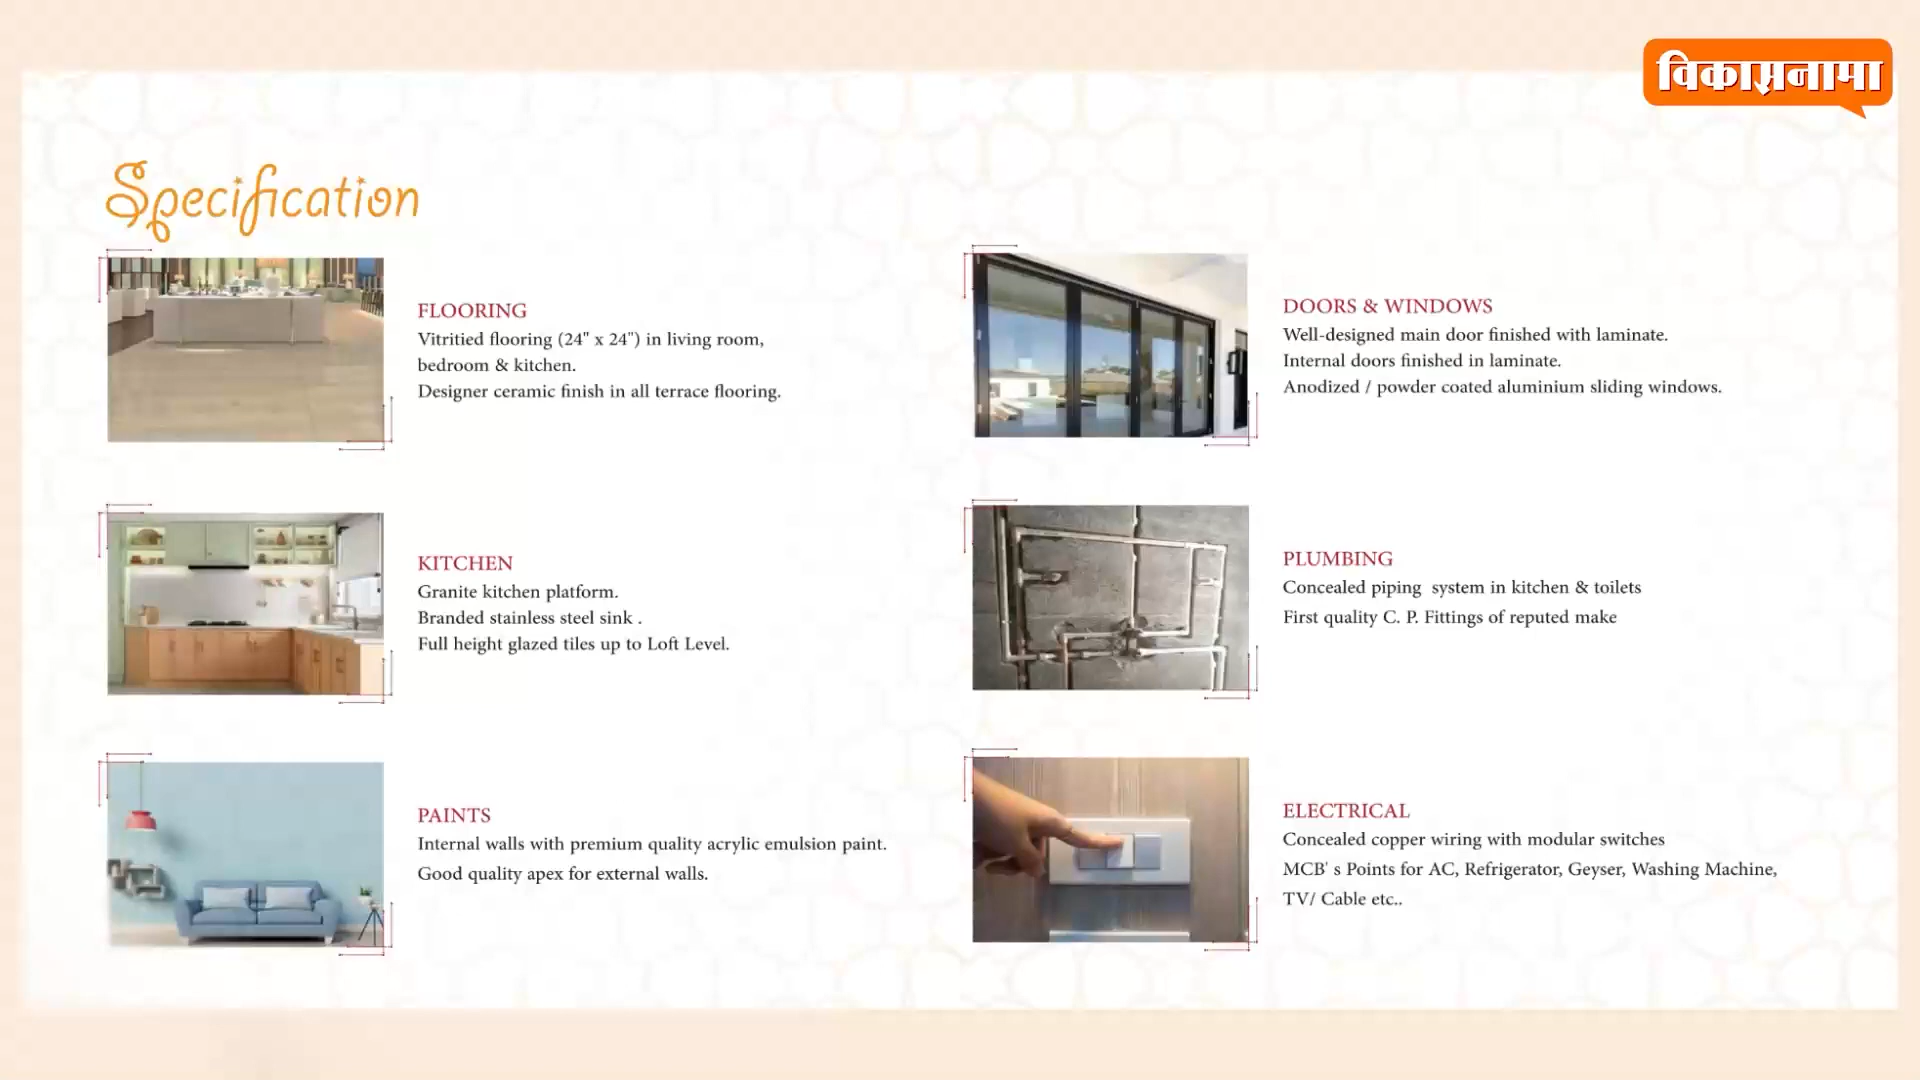 विकासनामा
Specification
FLOORING
Vitritied flooring (24" x 24") in living room,
bedroom & kitchen.
Designer ceramic finish in all terrace flooring.
KITCHEN
Granite kitchen platform.
Branded stainless steel sink .
Full height glazed tiles up to Loft Level.
PAINTS
Internal walls with premium quality acrylic emulsion paint.
Good quality apex for external walls.
DOORS & WINDOWS
Well-designed main door finished with laminate.
Internal doors finished in laminate.
Anodized / powder coated aluminium sliding windows.
PLUMBING
Concealed piping  system in kitchen & toilets
First quality C. P. Fittings of reputed make
ELECTRICAL
Concealed copper wiring with modular switches
MCB' s Points for AC, Refrigerator, Geyser, Washing Machine,
TV/ Cable etc..